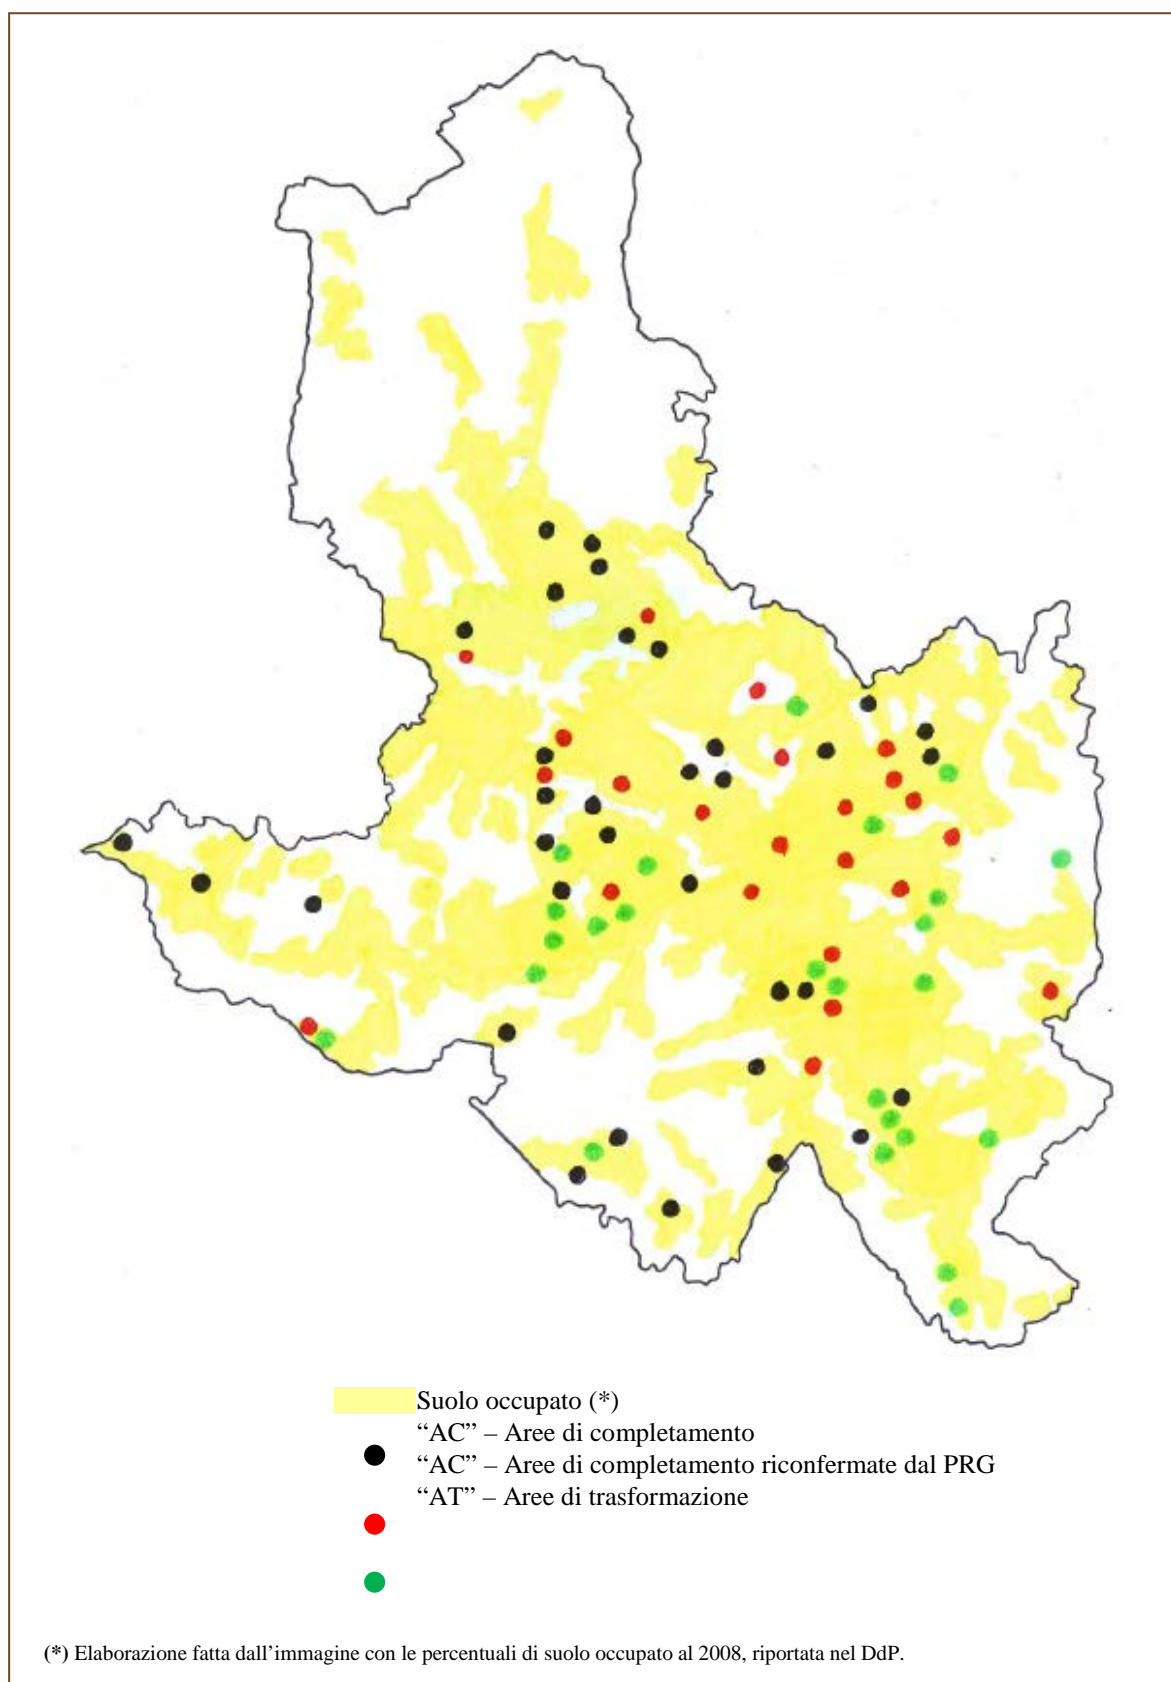 Suolo occupato (*)
“AC” – Aree di completamento
“AC” – Aree di completamento riconfermate dal PRG
“AT” – Aree di trasformazione
(*) Elaborazione fatta dall’immagine con le percentuali di suolo occupato al 2008, riportata nel DdP.